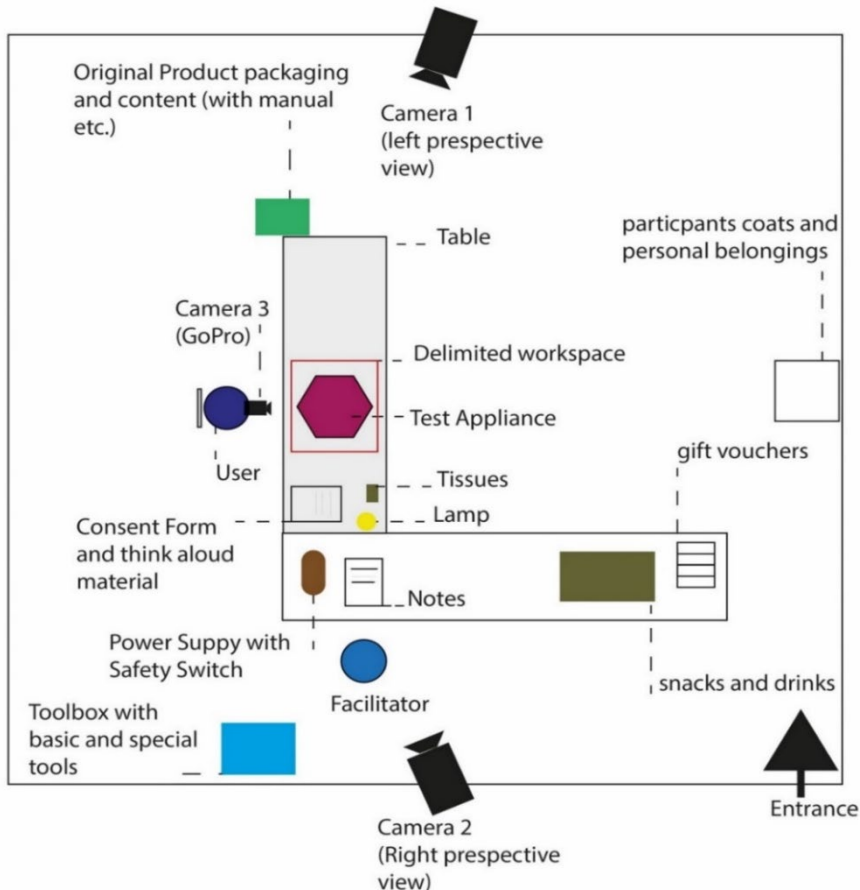 Original Product packaging
and content (with manual
etc.)
Camera 1
(left prespective
view)
particpants coats and
personal belongings
Table
Camera 3
(GoPro)
Delimited workspace
Test Appliance
User
gift vouchers
Tissues
Lamp
Consent Form
and think aloud
material
Notes
Power Suppy with
Safety Switch
snacks and drinks
Facilitator
Toolbox with
basic and special
tools
Entrance
Camera 2
(Right prespective
view)